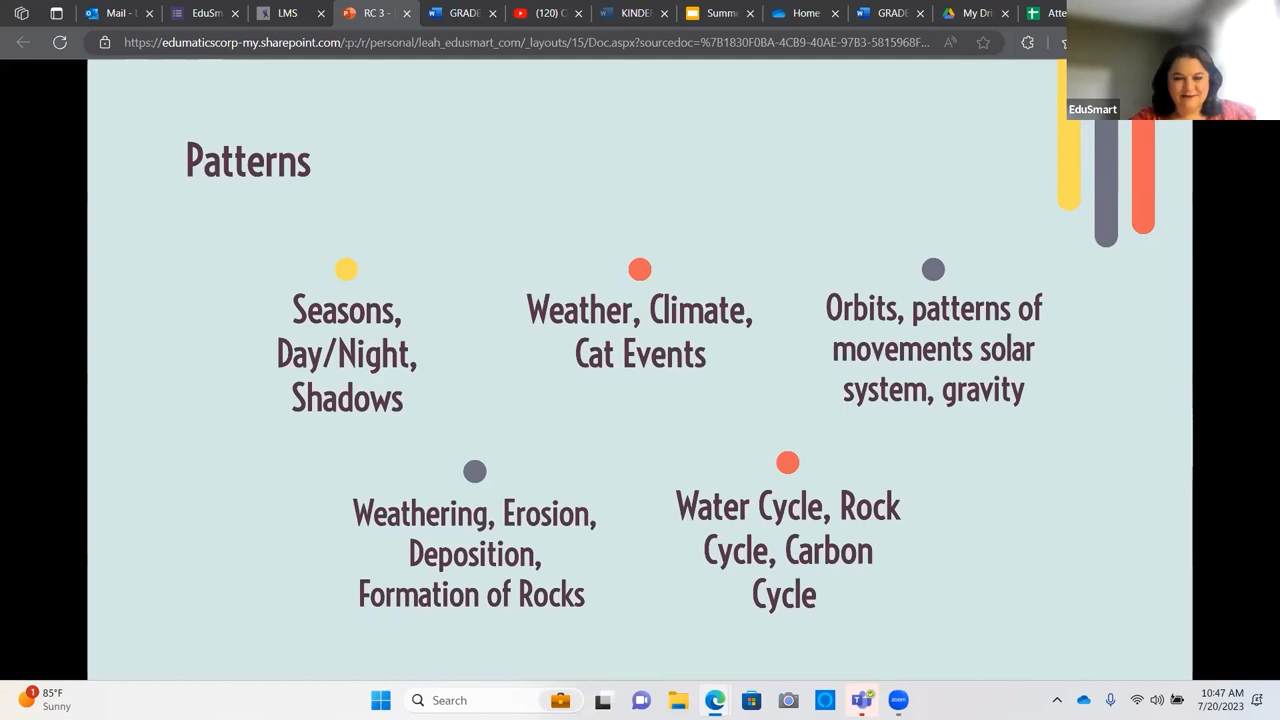 Mail -
EduSm
LMS
RC 3 -
GRADE
(120) C
KINDE
Summ
Home
GRADE
My Dri
Atte
https://edumaticscorp-my.sharepoint.com/:p:/r/personal/leah_edusmart_com/_layouts/15/Doc.aspx?sourcedoc=%7B1830F0BA-4CB9-40AE-97B3-5815968F...
EduSmart
Patterns
Seasons,
Day/Night,
Shadows
Weather, Climate,
Cat Events
Orbits, patterns of
movements solar
system, gravity
Weathering, Erosion,
Deposition,
Formation of Rocks
Water Cycle, Rock
Cycle, Carbon
Cycle
1
85°F
Sunny
Search
10:47 AM
7/20/2023